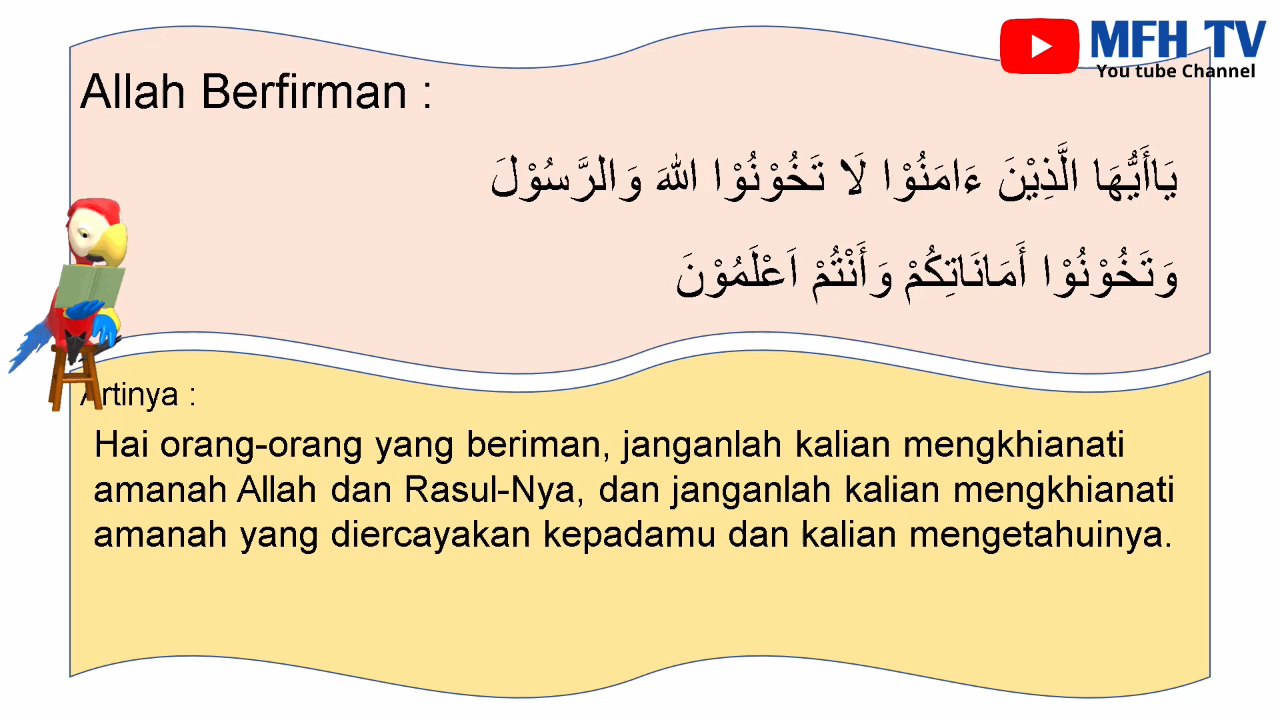 MFH TV
You tube Channel
Allah Berfirman :
يَاأَيُّهَا الَّذِيْنَ ءَامَنُوْا لَا تَخُوْنُوْا اللهَ وَالرَّسُوْلَ
وَتَخُوْنُوْا أَمَانَاتِكُمْ وَأَنْتُمْ اَعْلَمُوْنَ
Artinya :
Hai orang-orang yang beriman, janganlah kalian mengkhianati
amanah Allah dan Rasul-Nya, dan janganlah kalian mengkhianati
amanah yang diercayakan kepadamu dan kalian mengetahuinya.